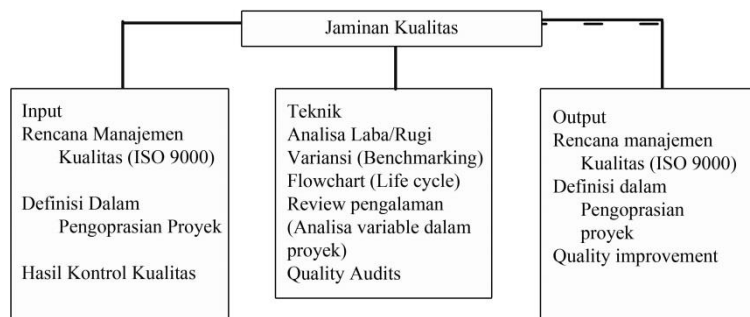 Jaminan Kualitas
Input
Rencana Manajemen
Kualitas (ISO 9000)
Definisi Dalam
Pengoprasian Proyek
Hasil Kontrol Kualitas
Teknik
Analisa Laba/Rugi
Variansi (Benchmarking)
Flowchart (Life cycle)
Review pengalaman
(Analisa variable dalam
proyek)
Quality Audits
Output
Rencana manajemen
Kualitas (ISO 9000)
Definisi dalam
Pengoprasian
proyek
Quality improvement